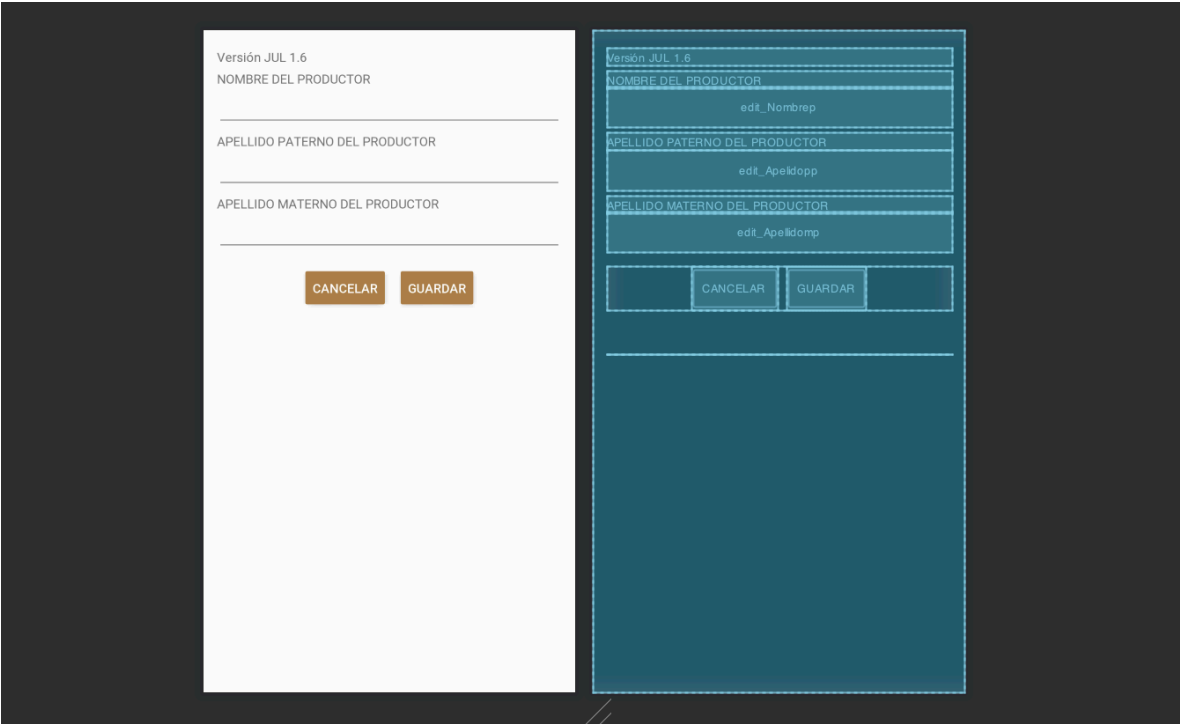 Versión JUL 1.6
NOMBRE DEL PRODUCTOR
APELLIDO PATERNO DEL PRODUCTOR
APELLIDO MATERNO DEL PRODUCTOR
CANCELAR GUARDAR
Versión JUL 1.6
NOMBRE DEL PRODUCTOR
edit_Nombrep
APELLIDO PATERNO DEL PRODUCTOR
edit_Apelidopp
APELLIDO MATERNO DEL PRODUCTOR
edit_Apellidomp
CANCELAR GUARDAR